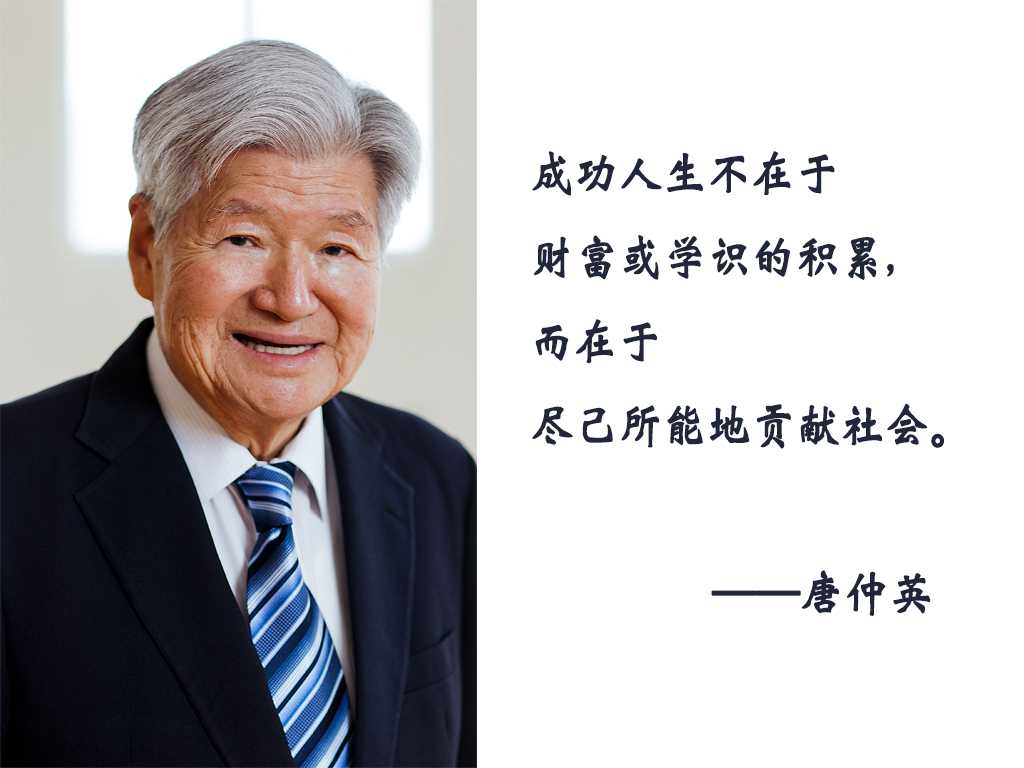 成功人生不在于
财富或学识的积累,
而在于
尽己所能地贡献社会。
——唐仲英